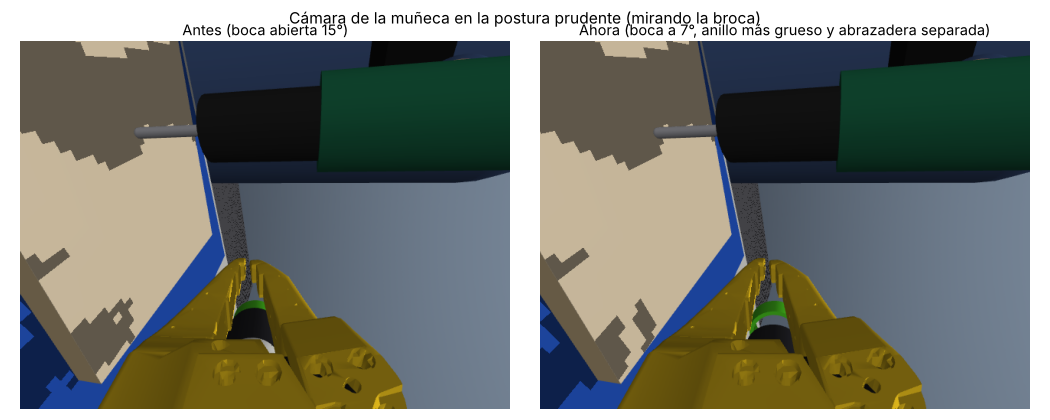 Cámara de la muñeca en la postura prudente (mirando la broca)
Antes (boca abierta 15°)
Ahora (boca a 7°, anillo más grueso y abrazadera separada)